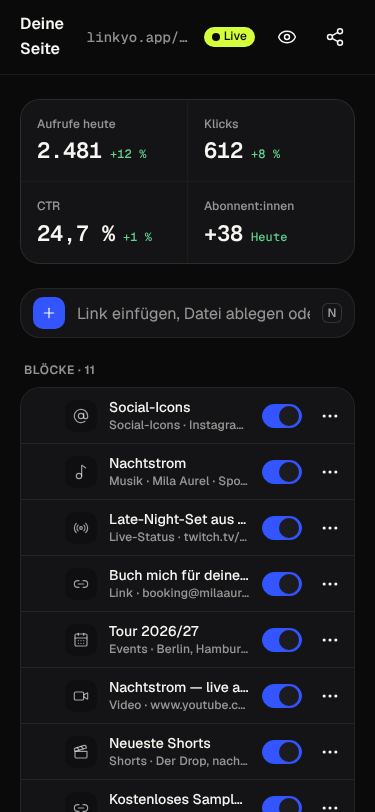 Deine
Seite
linkyo.app/…
Live
Aufrufe heute
2.481 +12 %
Klicks
612 +8 %
CTR
24,7 % +1 %
Abonnent:innen
+38 Heute
Link einfügen, Datei ablegen ode
N
BLÖCKE · 11
Social-Icons
Social-Icons · Instagra…
Nachtstrom
Musik · Mila Aurel · Spo…
Late-Night-Set aus …
Live-Status · twitch.tv/…
Buch mich für deine…
Link · booking@milaaur…
Tour 2026/27
Events · Berlin, Hambur…
Nachtstrom — live a…
Video · www.youtube.c…
Neueste Shorts
Shorts · Der Drop, nach…
Kostenloses Sampl…